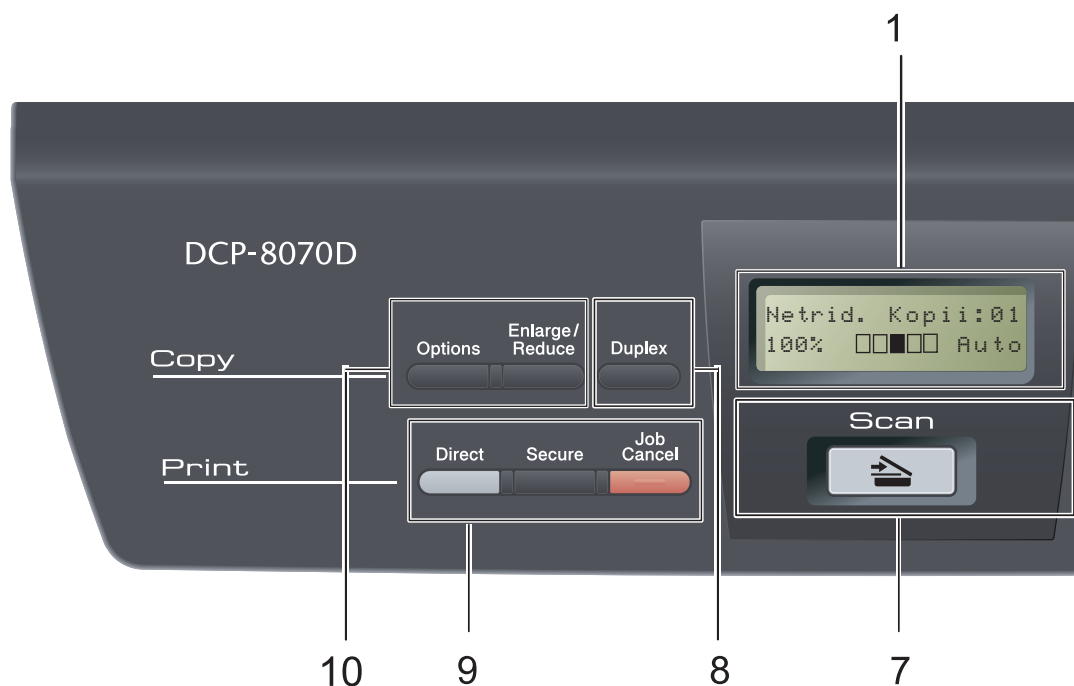 1
DCP-8070D
Netrid. Kopii:01
100% □□■□□ Auto
Copy
Options
Enlarge/
Reduce
Duplex
Scan
Print
Direct
Secure
Job
Cancel
10
9
8
7